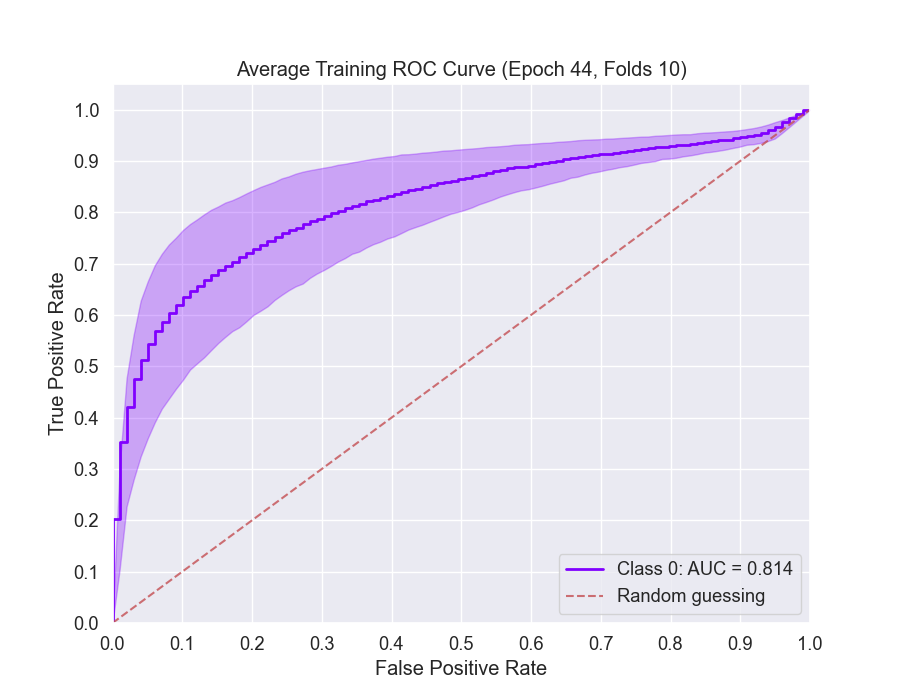 Average Training ROC Curve (Epoch 44, Folds 10)
True Positive Rate
1.0
0.9
0.8
0.7
0.6
0.5
0.4
0.3
0.2
0.1
0.0
Class 0: AUC = 0.814
Random guessing
0.0 0.1 0.2 0.3 0.4 0.5 0.6 0.7 0.8 0.9 1.0
False Positive Rate